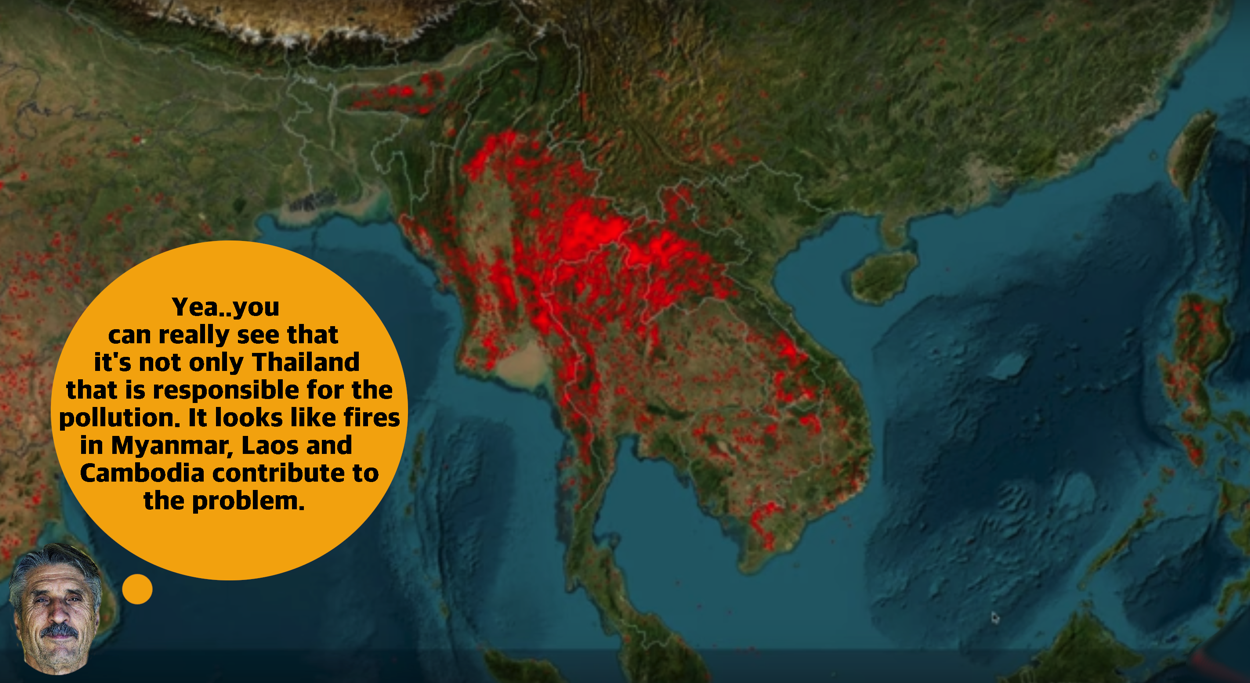 Yea..you
can really see that
it's not only Thailand
that is responsible for the
pollution. It looks like fires
in Myanmar, Laos and
Cambodia contribute to
the problem.